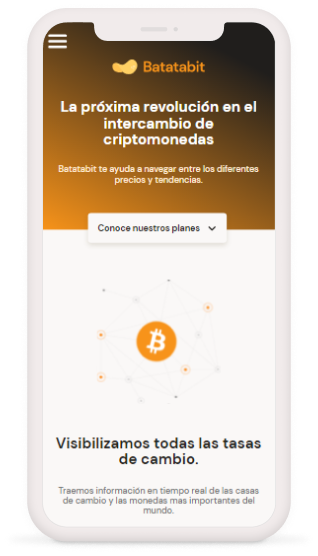 Batatabit
La próxima revolución en el
intercambio de
criptomonedas
Batatabit te ayuda a navegar entre los diferentes
precios y tendencias.
Conoce nuestros planes
Visibilizamos todas las tasas
de cambio.
Traemos información en tiempo real de las casas
de cambio y las monedas mas importantes del
mundo.